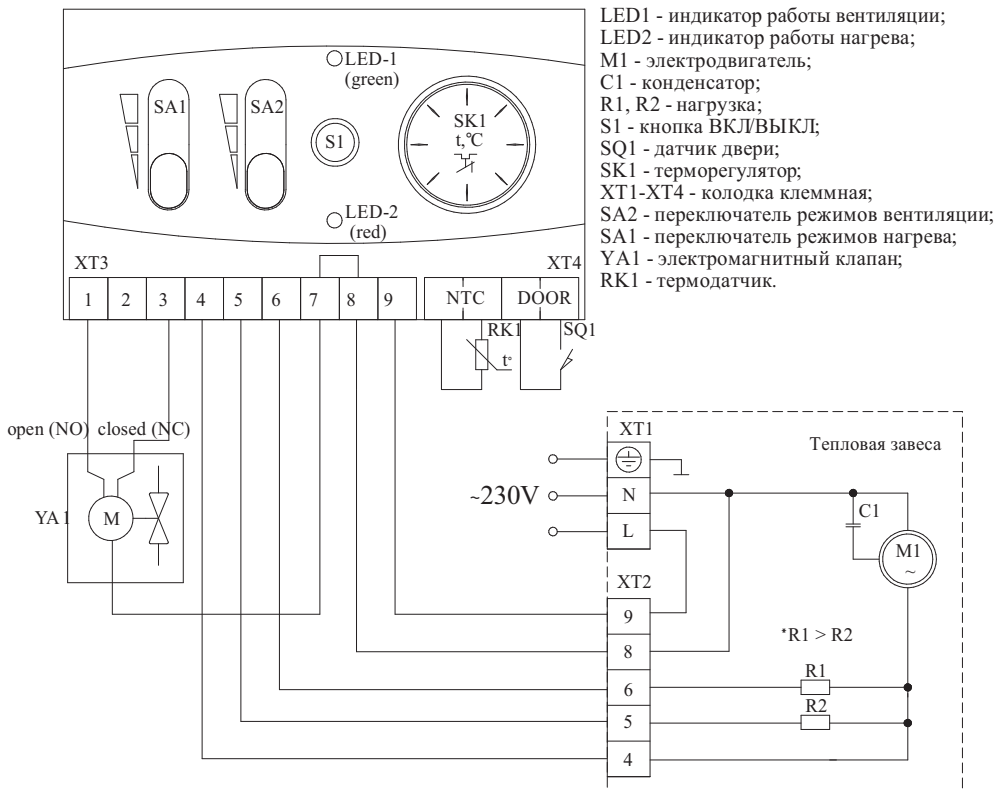 LED1 - индикатор работы вентиляции;
LED2 - индикатор работы нагрева;
M1 - электродвигатель;
C1 - конденсатор;
R1, R2 - нагрузка;
S1 - кнопка ВКЛ/ВЫКЛ;
SQ1 - датчик двери;
SK1 - терморегулятор;
XT1-XT4 - колодка клеммная;
SA2 - переключатель режимов вентиляции;
SA1 - переключатель режимов нагрева;
YA1 - электромагнитный клапан;
RK1 - термодатчик.
LED-1
(green)
SA1
SA2
S1
SK1
t,°C
LED-2
(red)
XT3
XT4
1 2 3 4 5 6 7 8 9 NTC DOOR
RK1
SQ1
t°
open (NO) closed (NC)
YA1
M
XT1
Тепловая завеса
~230V
N
L
C1
M1
~
XT2
9
8
6
5
4
*R1 > R2
R1
R2